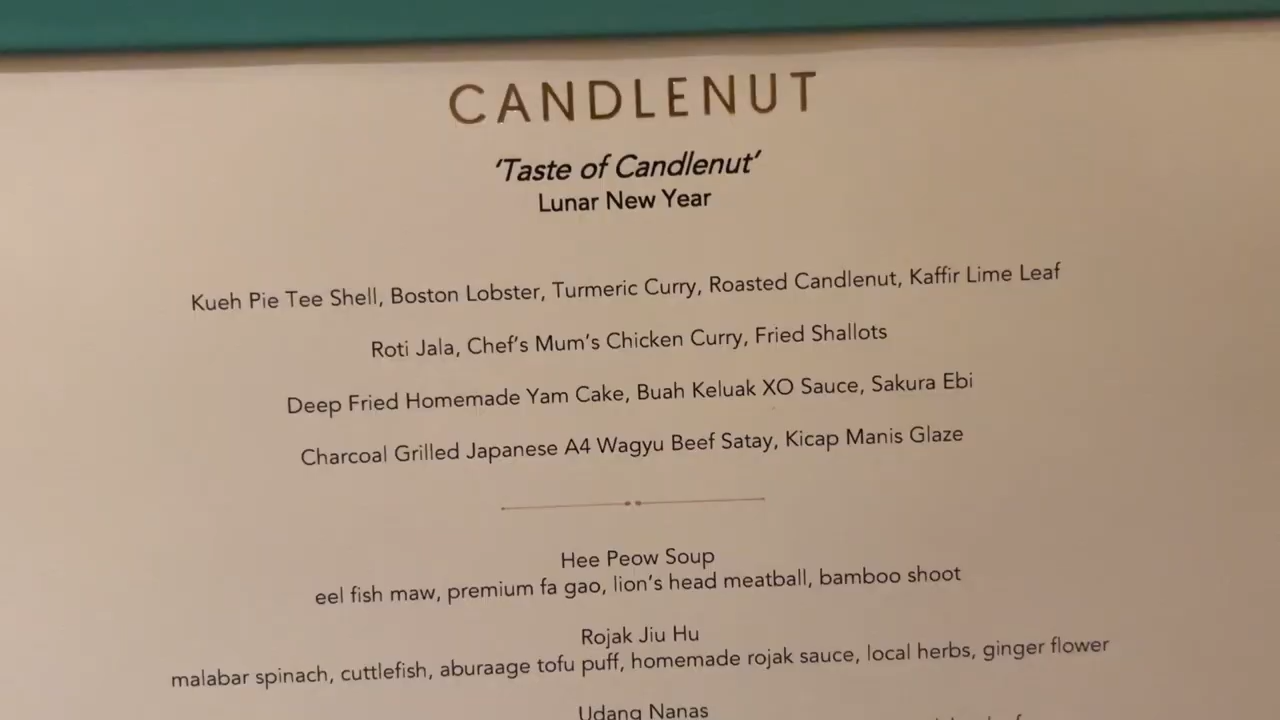 CANDLENUT
‘Taste of Candlenut’
Lunar New Year
Kueh Pie Tee Shell, Boston Lobster, Turmeric Curry, Roasted Candlenut, Kaffir Lime Leaf
Roti Jala, Chef’s Mum’s Chicken Curry, Fried Shallots
Deep Fried Homemade Yam Cake, Buah Keluak XO Sauce, Sakura Ebi
Charcoal Grilled Japanese A4 Wagyu Beef Satay, Kicap Manis Glaze
Hee Peow Soup
eel fish maw, premium fa gao, lion’s head meatball, bamboo shoot
Rojak Jiu Hu
malabar spinach, cuttlefish, aburaage tofu puff, homemade rojak sauce, local herbs, ginger flower
Udang Nanas